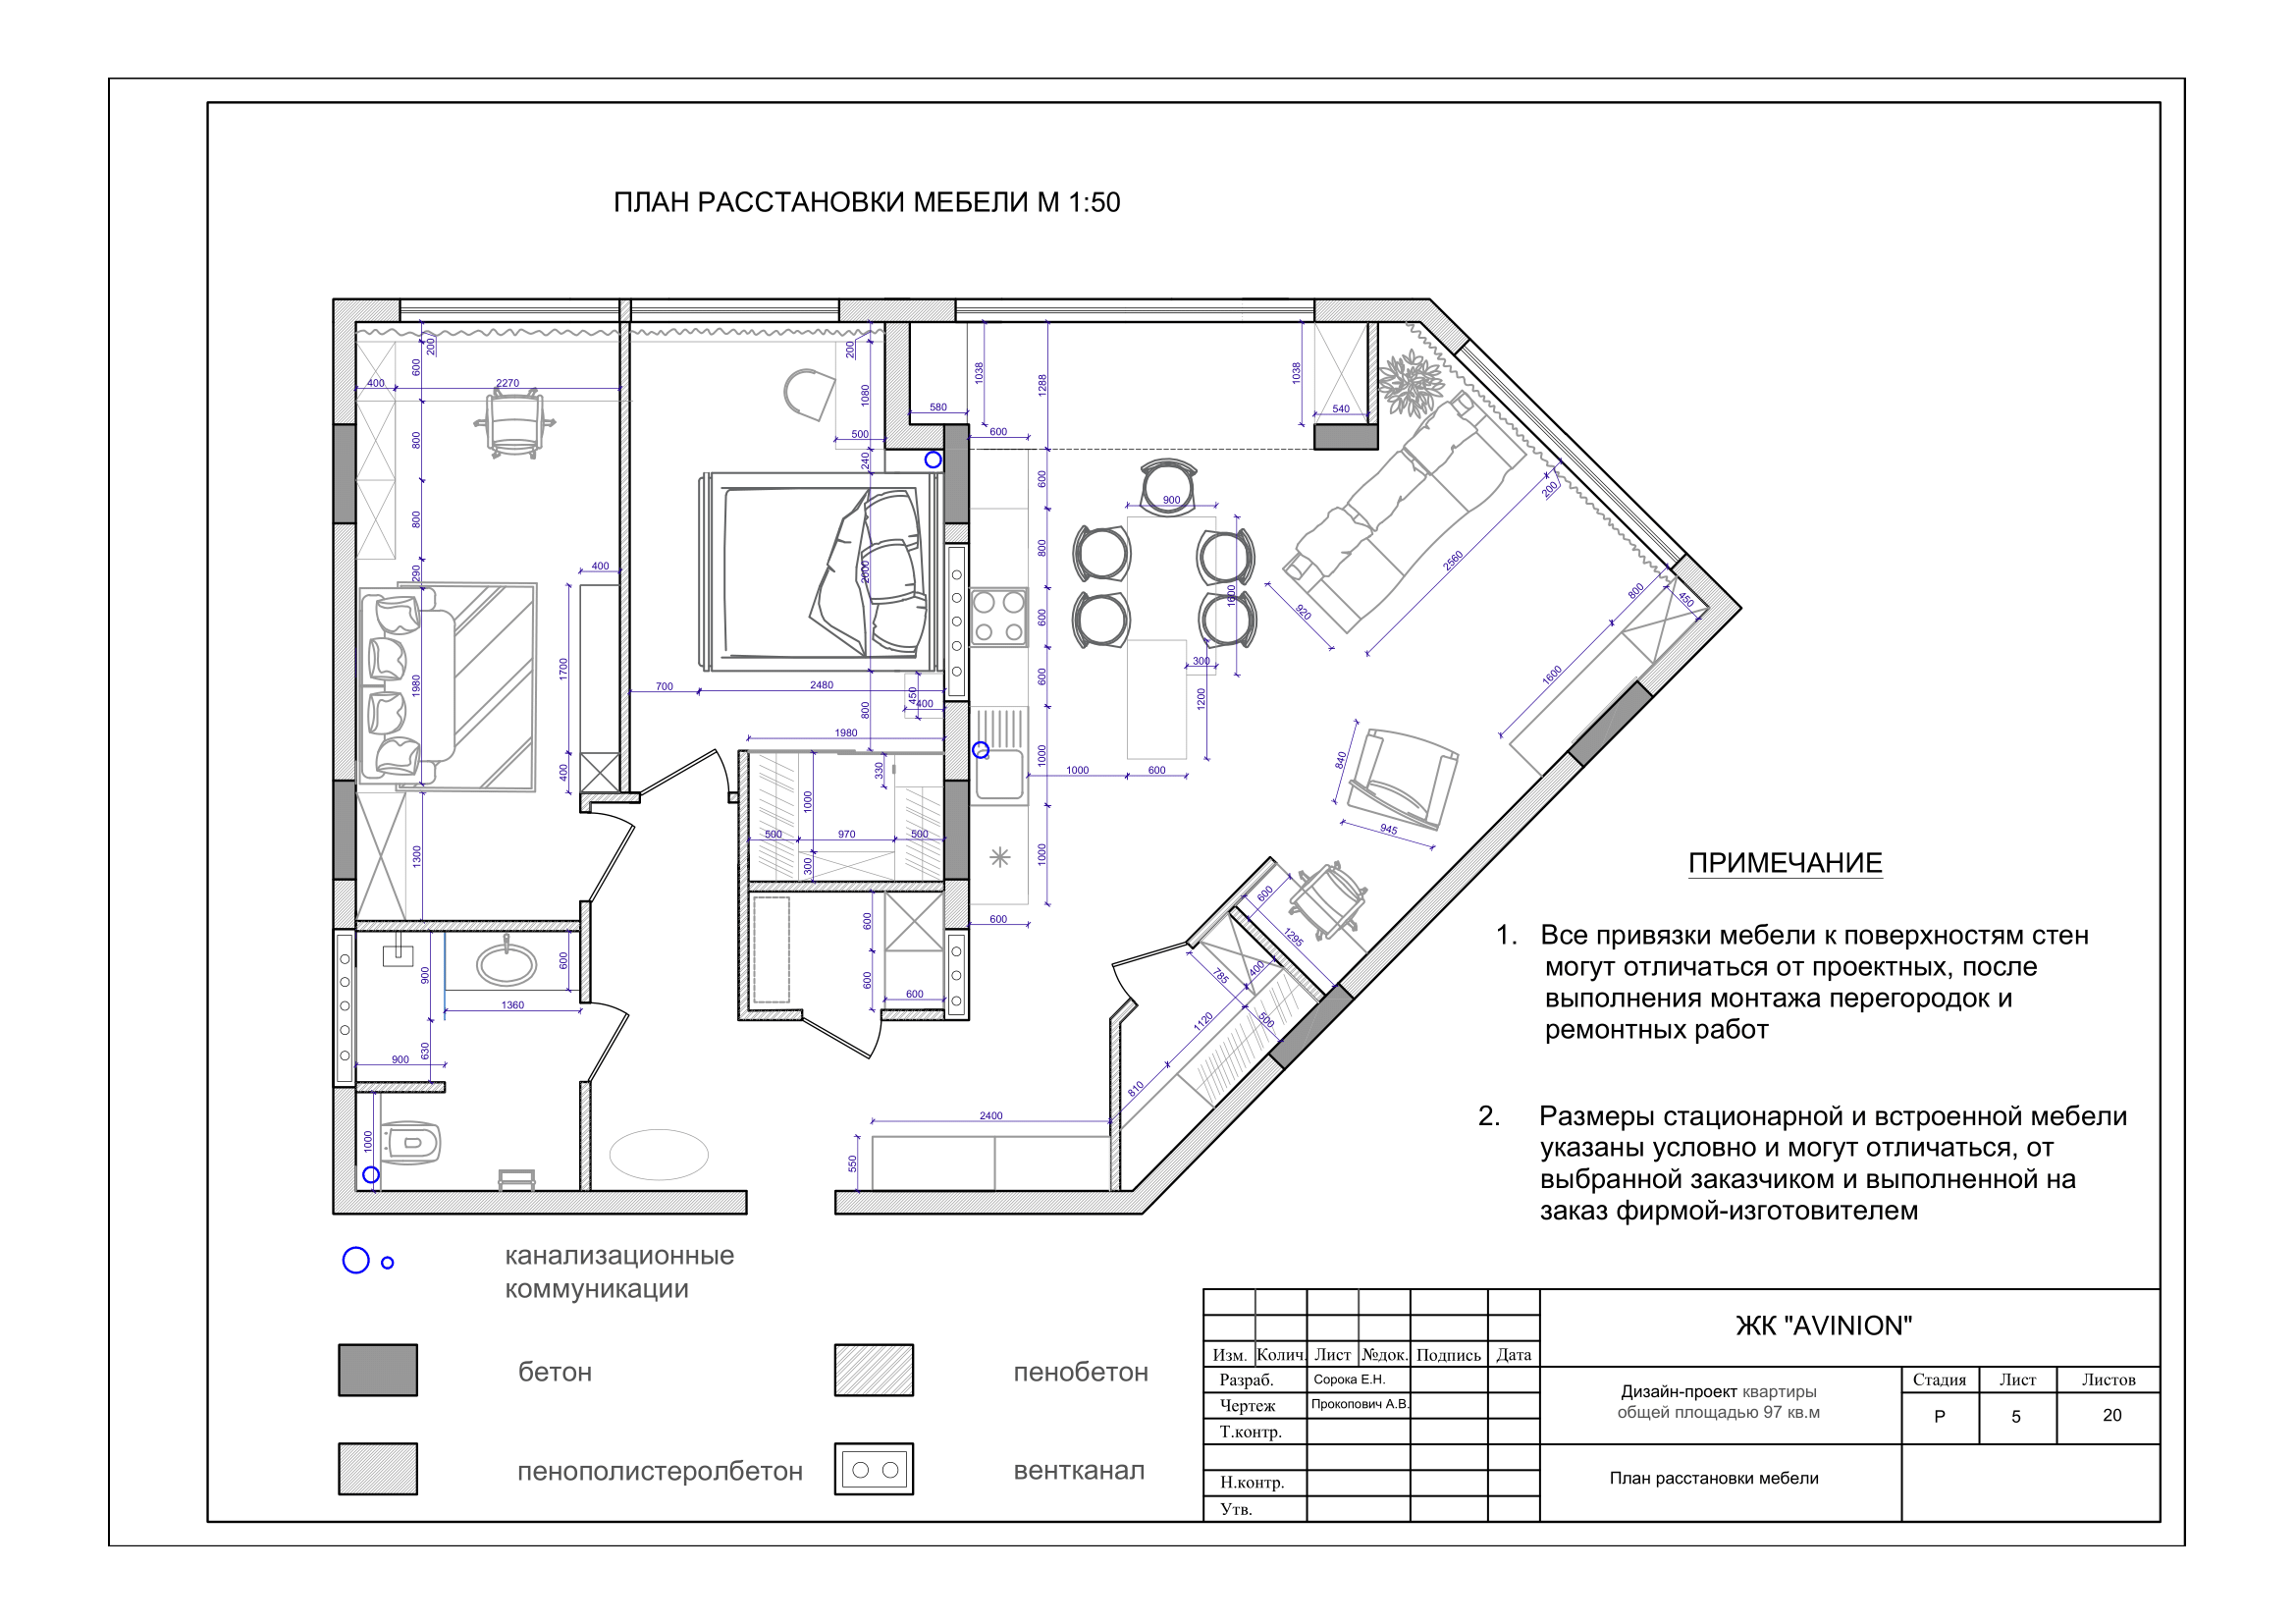 ПЛАН РАССТАНОВКИ МЕБЕЛИ М 1:50
200
600
400
2270
800
800
290
400
1980
1700
400
1300
200
1080
500
240
2000
700
2480
450
400
800
1980
330
1000
500
970
500
300
600
600
600
580
1038
1288
1038
540
600
600
800
600
600
1000
1000
600
900
1600
300
1200
1000
600
2560
200
920
800
450
1600
840
945
600
1295
785
400
500
1120
810
2400
550
900
600
1360
630
900
1000
ПРИМЕЧАНИЕ
1. Все привязки мебели к поверхностям стен
могут отличаться от проектных, после
выполнения монтажа перегородок и
ремонтных работ
2. Размеры стационарной и встроенной мебели
указаны условно и могут отличаться, от
выбранной заказчиком и выполненной на
заказ фирмой-изготовителем
канализационные
коммуникации
бетон
пенобетон
пенополистеролбетон
вентканал
ЖК "AVINION"
Изм. Колич. Лист №док. Подпись Дата
Разраб. Сорока Е.Н.
Чертеж Прокопович А.В.
Т.контр.
Н.контр.
Утв.
Дизайн-проект квартиры
общей площадью 97 кв.м
Стадия Лист Листов
Р 5 20
План расстановки мебели